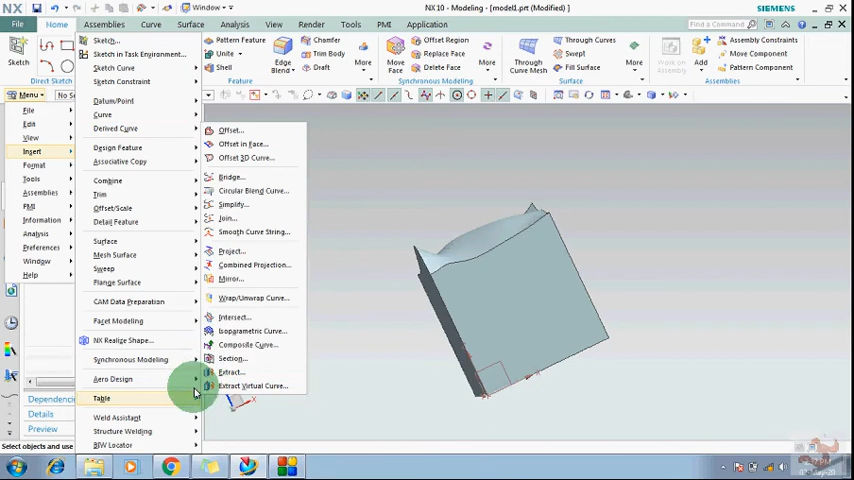 NX
Window
NX 10 - Modeling - [model1.prt (Modified) ]
SIEMENS
File
Home
Assemblies
Curve
Surface
Analysis
View
Render
Tools
PMI
Application
Find a Command
Sketch
Direct Sketch
Sketch...
Sketch in Task Environment...
Sketch Curve
Sketch Constraint
Datum/Point
Curve
Derived Curve
Design Feature
Associative Copy
Combine
Trim
Offset/Scale
Detail Feature
Surface
Mesh Surface
Sweep
Flange Surface
CAM Data Preparation
Facet Modeling
NX Realize Shape...
Synchronous Modeling
Aero Design
Table
Weld Assistant
Structure Welding
BIW Locator
Pattern Feature
Unite
Shell
Chamfer
Trim Body
Draft
Edge
Blend
More
Feature
Move
Face
Offset Region
Replace Face
Delete Face
More
Synchronous Modeling
Through
Curve Mesh
Through Curves
Swept
Fill Surface
More
Surface
Add
Assembly Constraints
Move Component
Pattern Component
Assemblies
Menu
No Se
File
Edit
View
Insert
Format
Tools
Assemblies
PMI
Information
Analysis
Preferences
Window
Help
Offset...
Offset in Face...
Offset 3D Curve...
Bridge...
Circular Blend Curve...
Simplify...
Join...
Smooth Curve String...
Project...
Combined Projection...
Mirror...
Wrap/Unwrap Curve...
Intersect...
Isoparametric Curve...
Composite Curve...
Section...
Extract...
Extract Virtual Curve...
X
Dependencies
Details
Preview
Select objects and use